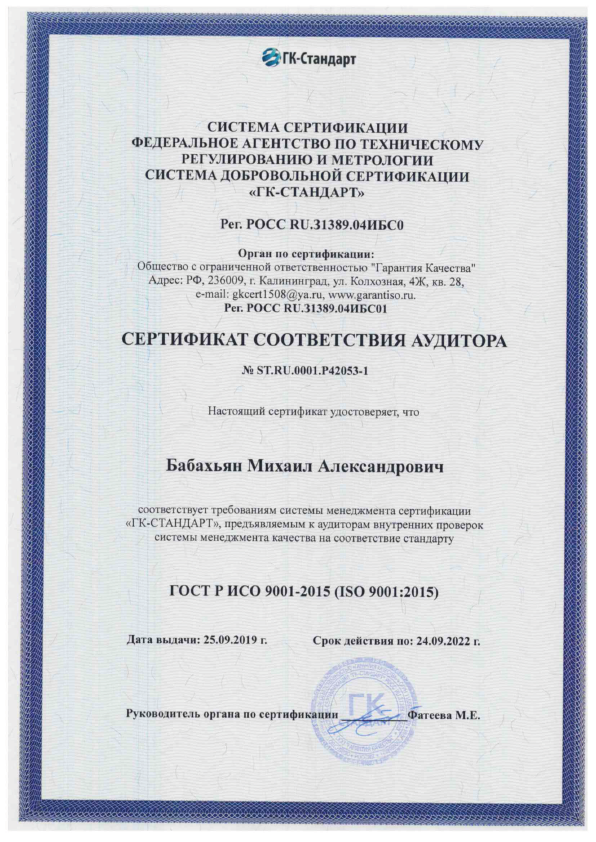 ГК-Стандарт
СИСТЕМА СЕРТИФИКАЦИИ
ФЕДЕРАЛЬНОЕ АГЕНТСТВО ПО ТЕХНИЧЕСКОМУ
РЕГУЛИРОВАНИЮ И МЕТРОЛОГИИ
СИСТЕМА ДОБРОВОЛЬНОЙ СЕРТИФИКАЦИИ
«ГК-СТАНДАРТ»
Рег. РОСС RU.31389.04ИБС0
Орган по сертификации:
Общество с ограниченной ответственностью "Гарантия Качества"
Адрес: РФ, 236009, г. Калининград, ул. Колхозная, 4Ж, кв. 28,
e-mail: gkcert1508@ya.ru, www.garantiso.ru.
Рег. РОСС RU.31389.04ИБС01
СЕРТИФИКАТ СООТВЕТСТВИЯ АУДИТОРА
№ ST.RU.0001.P42053-1
Настоящий сертификат удостоверяет, что
Бабахьян Михаил Александрович
соответствует требованиям системы менеджмента сертификации
«ГК-СТАНДАРТ», предъявляемым к аудиторам внутренних проверок
системы менеджмента качества на соответствие стандарту
ГОСТ Р ИСО 9001-2015 (ISO 9001:2015)
Дата выдачи: 25.09.2019 г. Срок действия по: 24.09.2022 г.
ГК
Руководитель органа по сертификации Фатеева М.Е.